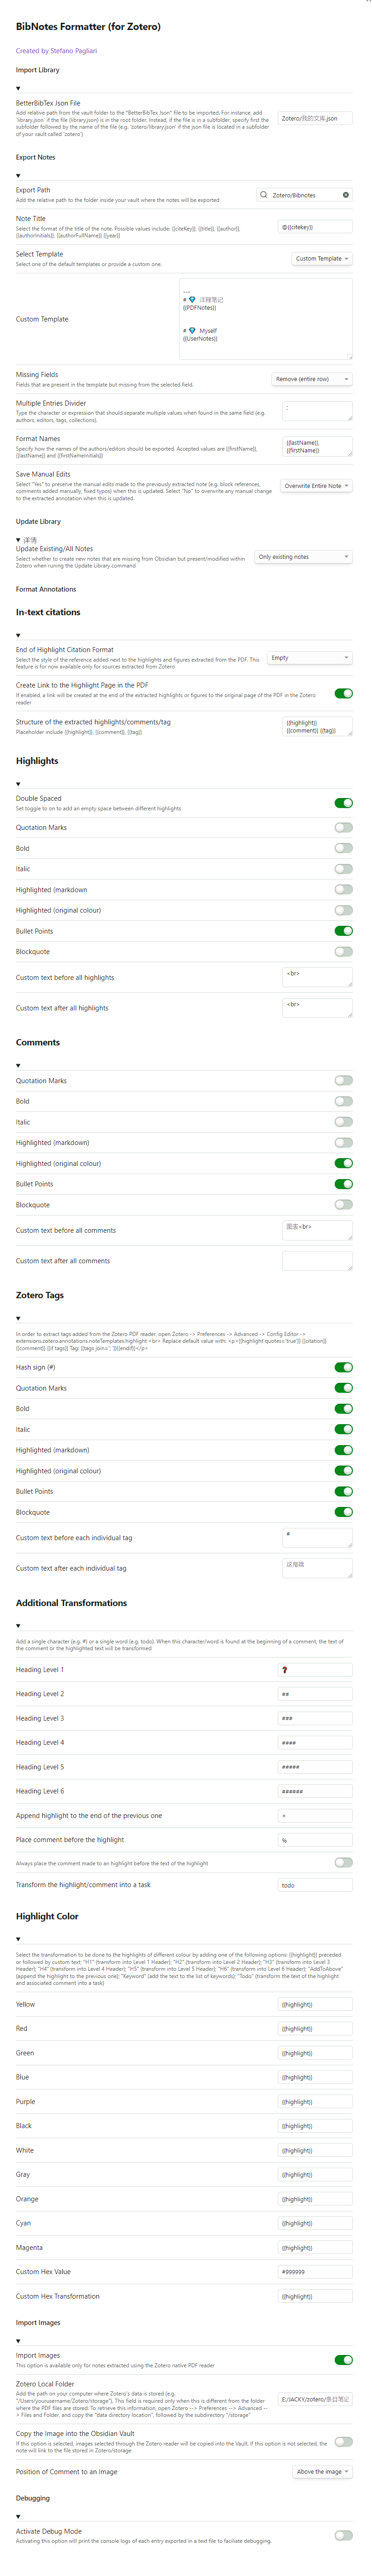 BibNotes Formatter (for Zotero)
Created by Stefano Pagliari
Import Library
BetterBibTex Json File
Add relative path from the vault folder to the "BetterBibTex Json" file to be imported. For instance, add
'library.json' if the file (library.json) is in the root folder. Instead, if the file is in a subfolder, specify first the
subfolder followed by the name of the file (e.g. 'zotero/library.json' if the json file is located in a subfolder
of your vault called 'zotero')
Zotero/我的文库.json
Export Notes
Export Path
Add the relative path to the folder inside your vault where the notes will be exported
Zotero/Bibnotes
Note Title
Select the format of the title of the note. Possible values include: {{citeKey}}, {{title}}, {{author}},
{{authorInitials}}, {{authorFullName}} {{year}}
@{{citekey}}
Select Template
Select one of the default templates or provide a custom one.
Custom Template
Custom Template
---
# 💎 注释笔记
{{PDFNotes}}
# 💎 Myself
{{UserNotes}}
Missing Fields
Fields that are present in the template but missing from the selected field.
Remove (entire row)
Multiple Entries Divider
Type the character or expression that should separate multiple values when found in the same field (e.g.
authors, editors, tags, collections).
;
Format Names
Specify how the names of the authors/editors should be exported. Accepted values are {{firstName}},
{{lastName}} and {{firstNameInitials}}
{{lastName}},
{{firstName}}
Save Manual Edits
Select "Yes" to preserve the manual edits made to the previously extracted note (e.g. block references,
comments added manually, fixed typos) when this is updated. Select "No" to overwrite any manual change
to the extracted annotation when this is updated.
Overwrite Entire Note
Update Library
Update Existing/All Notes
Select whether to create new notes that are missing from Obsidian but present/modified within
Zotero when runing the Update Library command
Only existing notes
Format Annotations
In-text citations
End of Highlight Citation Format
Select the style of the reference added next to the highlights and figures extracted from the PDF. This
feature is for now available only for sources extracted from Zotero
Empty
Create Link to the Highlight Page in the PDF
If enabled, a link will be created at the end of the extracted highlights or figures to the original page of the PDF in the Zotero
reader
Structure of the extracted highlights/comments/tag
Placeholder include {{highlight}}, {{comment}}, {{tag}}
{{highlight}}
{{comment}} {{tag}}
Highlights
Double Spaced
Set toggle to on to add an empty space between different highlights
Quotation Marks
Bold
Italic
Highlighted (markdown
Highlighted (original colour)
Bullet Points
Blockquote
Custom text before all highlights
<br>
Custom text after all highlights
<br>
Comments
Quotation Marks
Bold
Italic
Highlighted (markdown)
Highlighted (original colour)
Bullet Points
Blockquote
Custom text before all comments
Custom text after all comments
Zotero Tags
In order to extract tags added from the Zotero PDF reader, open Zotero -> Preferences -> Advanced -> Config Editor ->
extensions.zotero.annotations.noteTemplates.highlight <br> Replace default value with: <p>{{highlight quotes='true'}} {{citation}}
{{comment}} {{if tags}} Tag: {{tags join='; '}}{{endif}}</p>
Hash sign (#)
Quotation Marks
Bold
Italic
Highlighted (markdown)
Highlighted (original colour)
Bullet Points
Blockquote
Custom text before each individual tag
#
Custom text after each individual tag
Additional Transformations
Add a single character (e.g. #) or a single word (e.g. todo). When this character/word is found at the beginning of a comment, the text of
the comment or the highlighted text will be transformed
Heading Level 1
❓
Heading Level 2
##
Heading Level 3
###
Heading Level 4
####
Heading Level 5
#####
Heading Level 6
######
Append highlight to the end of the previous one
+
Place comment before the highlight
%
Always place the comment made to an highlight before the test of the highlight
Transform the highlight/comment into a task
todo
Highlight Color
Select the transformation to be done to the highlights of different colour by adding one of the following options: {{highlight}} preceded
or followed by custom text; "H1" (transform into Level 1 Header); "H2" (transform into Level 2 Header); "H3" (transform into Level 3
Header); "H4" (transform into Level 4 Header); "H5" (transform into Level 5 Header); "H6" (transform into Level 6 Header); "AddToAbove"
(append the highlight to the previous one); "Keyword" (add the text to the list of keywords); "Todo" (transform the text of the highlight
and associated comment into a task)
Yellow
{{highlight}}
Red
{{highlight}}
Green
{{highlight}}
Blue
{{highlight}}
Purple
{{highlight}}
Black
{{highlight}}
White
{{highlight}}
Gray
{{highlight}}
Orange
{{highlight}}
Cyan
{{highlight}}
Magenta
{{highlight}}
Custom Hex Value
#999999
Custom Hex Transformation
{{highlight}}
Import Images
Import Images
This option is available only for notes extracted using the Zotero native PDF reader
Zotero Local Folder
Add the path on your computer where Zotero's data is stored (e.g.
"/Users/yourusername/Zotero/storage"). This field is required only when this is different from the folder
where the PDF files are stored. To retrieve this information, open Zotero --> Preferences --> Advanced --
> Files and Folder, and copy the "data directory location", followed by the subdirectory "/storage"
E:/JACKY/zotero/条目笔记
Copy the Image into the Obsidian Vault
If this option is selected, images selected through the Zotero reader will be copied into the Vault. If this option is not selected, the
note will link to the file stored in Zotero/storage
Position of Comment to an Image
Above the image
Debugging
Activate Debug Mode
Activating this option will print the console logs of each entry exported in a text file to faciliate debugging.